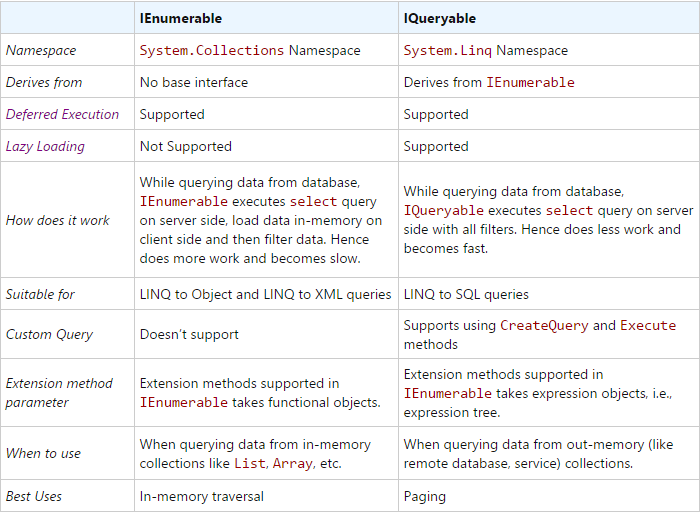 IEnumerable IQueryable
Namespace System.Collections Namespace System.Linq Namespace
Derives from No base interface Derives from IEnumerable
Deferred Execution Supported Supported
Lazy Loading Not Supported Supported
How does it work
While querying data from database,
IEnumerable executes select query
on server side, load data in-memory on
client side and then filter data. Hence
does more work and becomes slow.
While querying data from database,
IQueryable executes select query on server
side with all filters. Hence does less work and
becomes fast.
Suitable for LINQ to Object and LINQ to XML queries LINQ to SQL queries
Custom Query Doesn’t support
Supports using CreateQuery and Execute
methods
Extension method
parameter
Extension methods supported in
IEnumerable takes functional objects.
Extension methods supported in
IEnumerable takes expression objects, i.e.,
expression tree.
When to use
When querying data from in-memory
collections like List, Array, etc.
When querying data from out-memory (like
remote database, service) collections.
Best Uses In-memory traversal Paging